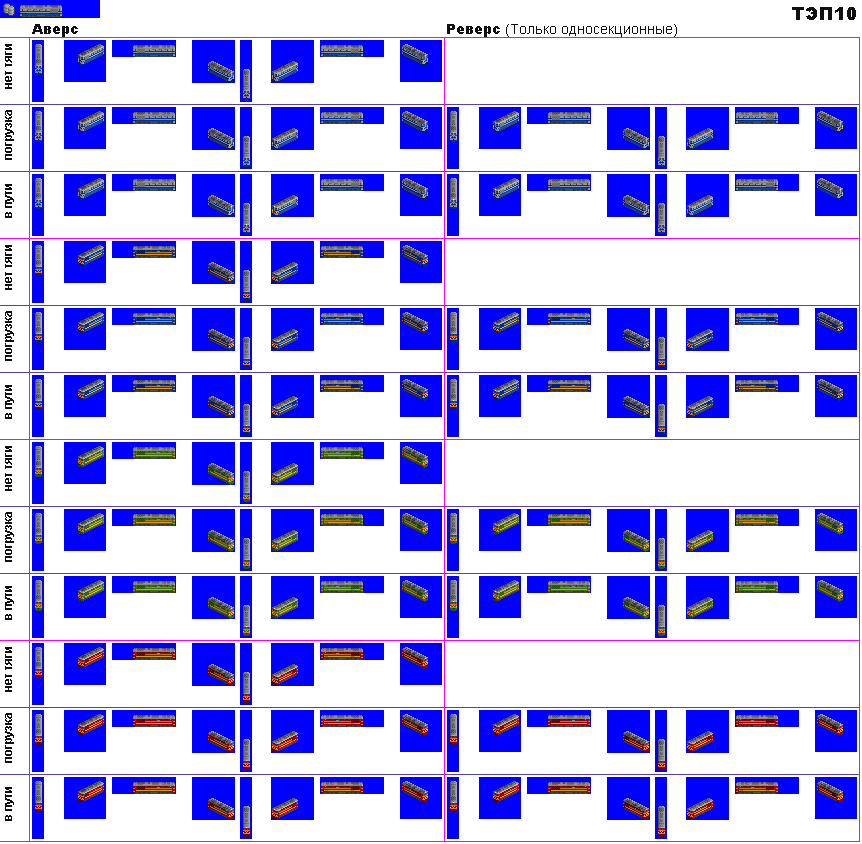 ТЭП10
Аверс
Реверс (Только односекционные)
нет тяги
погрузка
в пути
нет тяги
погрузка
в пути
нет тяги
погрузка
в пути
нет тяги
погрузка
в пути